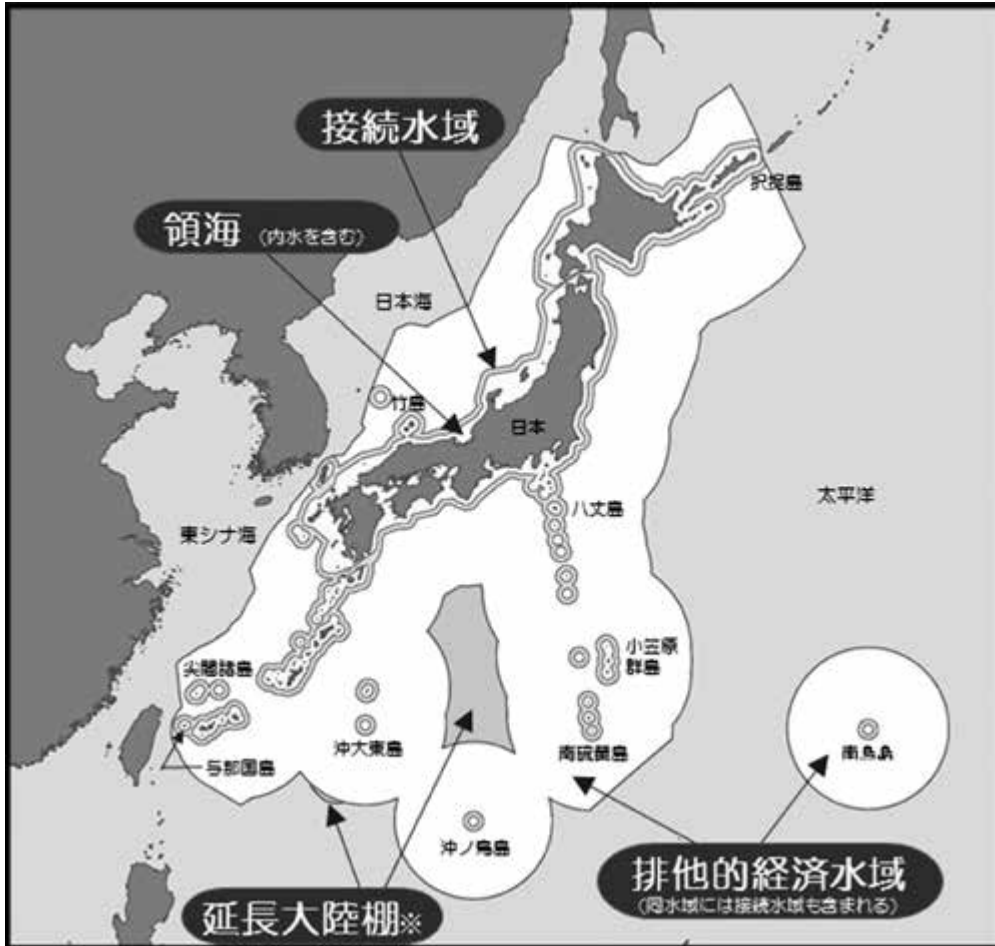 接続水域
択捉島
領海 (内水を含む)
日本海
竹島
日本
太平洋
八丈島
東シナ海
小笠原
群島
尖閣諸島
沖大東島
南硫黄島
南鳥島
与那国島
沖ノ鳥島
排他的経済水域
(同水域には接続水域も含まれる)
延長大陸棚※